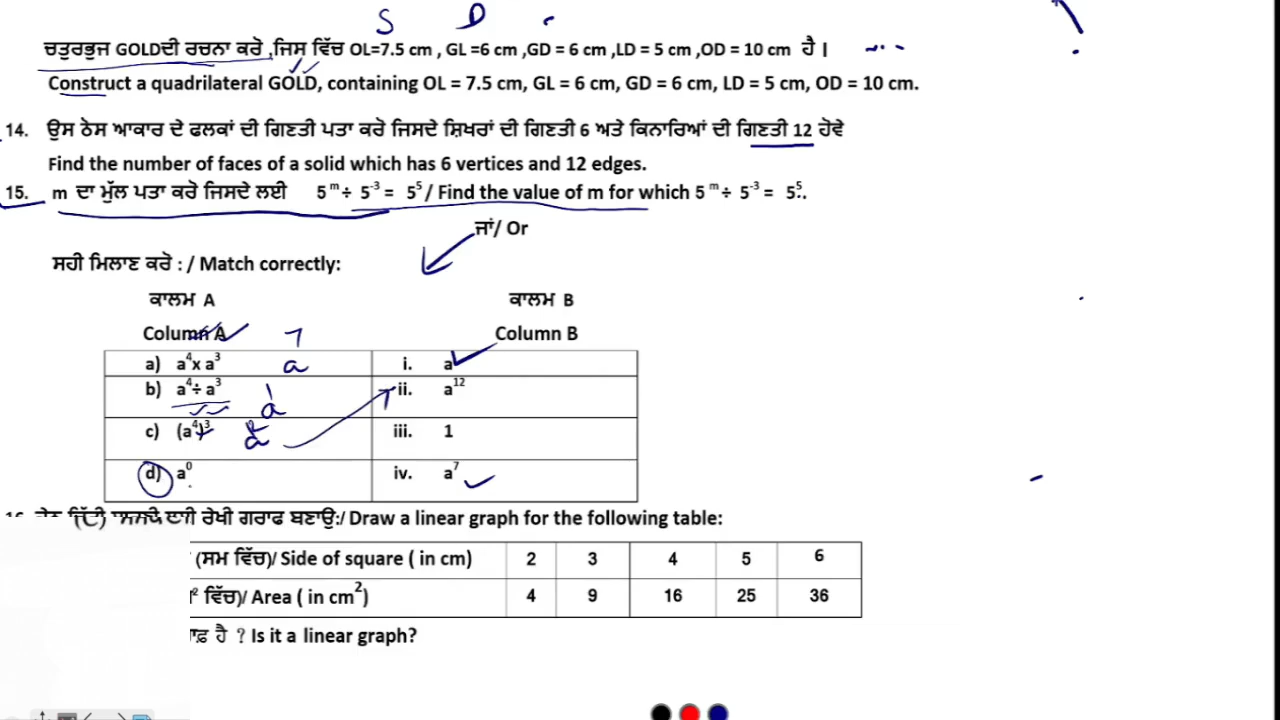 S D
ਚਤੁਰਭੁਜ GOLDਦੀ ਰਚਨਾ ਕਰੋ ,ਜਿਸ ਵਿੱਚ OL=7.5 cm , GL =6 cm ,GD = 6 cm ,LD = 5 cm ,OD = 10 cm ਹੈ |
Construct a quadrilateral GOLD, containing OL = 7.5 cm, GL = 6 cm, GD = 6 cm, LD = 5 cm, OD = 10 cm.
14. ਉਸ ਠੋਸ ਆਕਾਰ ਦੇ ਫਲਕਾਂ ਦੀ ਗਿਣਤੀ ਪਤਾ ਕਰੋ ਜਿਸਦੇ ਸ਼ਿਖਰਾਂ ਦੀ ਗਿਣਤੀ 6 ਅਤੇ ਕਿਨਾਰਿਆਂ ਦੀ ਗਿਣਤੀ 12 ਹੋਵੇ
Find the number of faces of a solid which has 6 vertices and 12 edges.
15. m ਦਾ ਮੁੱਲ ਪਤਾ ਕਰੋ ਜਿਸਦੇ ਲਈ 5ᵐ ÷ 5⁻³ = 5⁵ / Find the value of m for which 5ᵐ ÷ 5⁻³ = 5⁵.
ਜਾਂ/ Or
ਸਹੀ ਮਿਲਾਣ ਕਰੋ : / Match correctly:
ਕਾਲਮ A ਕਾਲਮ B
Column A Column B
a) a⁴x a³ a⁷ i. a
b) a⁴÷ a³ a¹ ii. a¹²
c) (a⁴)³ iii. 1
d) a⁰ iv. a⁷
ਰੇਖੀ ਗਰਾਫ ਬਣਾਉ:/ Draw a linear graph for the following table:
(ਸਮ ਵਿੱਚ)/ Side of square ( in cm) 2 3 4 5 6
ਵਿੱਚ)/ Area ( in cm²) 4 9 16 25 36
ਹੈ ? Is it a linear graph?